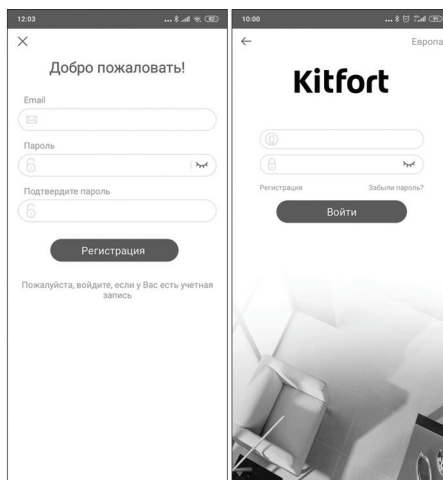 12:03
Добро пожаловать!
Email
Пароль
Подтвердите пароль
Регистрация
Пожалуйста, войдите, если у Вас есть учетная
запись
10:00
Европа
Kitfort
Регистрация Забыли пароль?
Войти